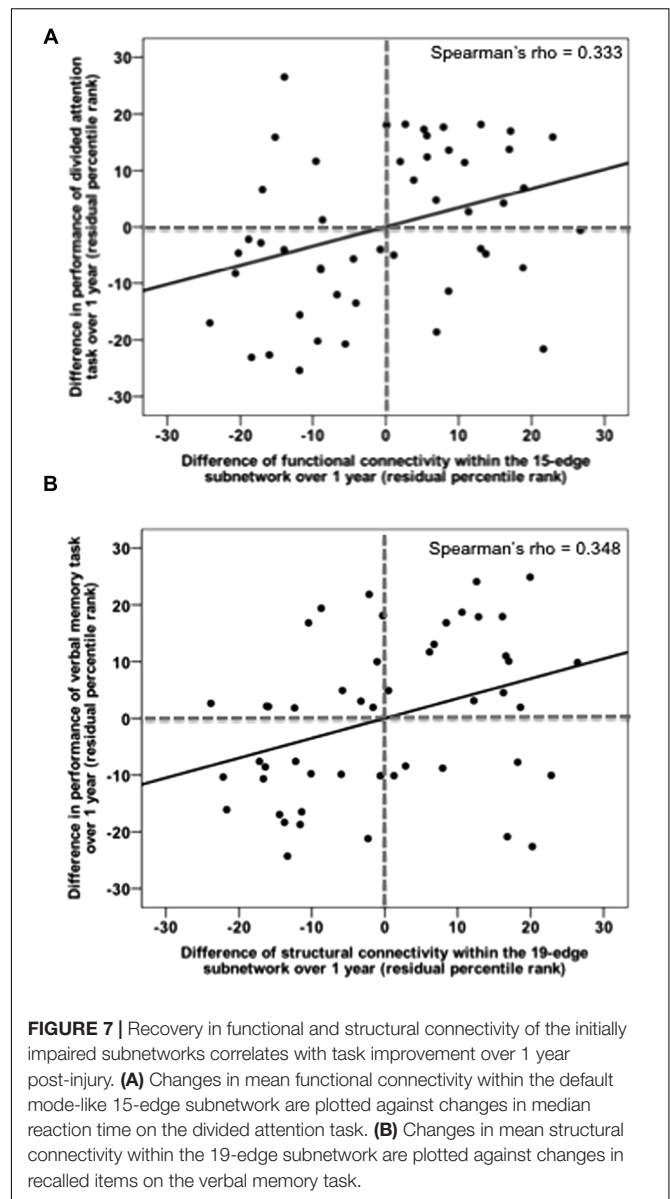 A
Spearman's rho = 0.333
Difference in performance of divided attention
task over 1 year (residual percentile rank)
30
20
10
0
-10
-20
-30
-30 -20 -10 0 10 20 30
Difference of functional connectivity within the 15-edge
subnetwork over 1 year (residual percentile rank)
B
Spearman's rho = 0.348
Difference in performance of verbal memory task
over 1 year (residual percentile rank)
30
20
10
0
-10
-20
-30
-30 -20 -10 0 10 20 30
Difference of structural connectivity within the 19-edge
subnetwork over 1 year (residual percentile rank)
FIGURE 7 | Recovery in functional and structural connectivity of the initially
impaired subnetworks correlates with task improvement over 1 year
post-injury. (A) Changes in mean functional connectivity within the default
mode-like 15-edge subnetwork are plotted against changes in median
reaction time on the divided attention task. (B) Changes in mean structural
connectivity within the 19-edge subnetwork are plotted against changes in
recalled items on the verbal memory task.